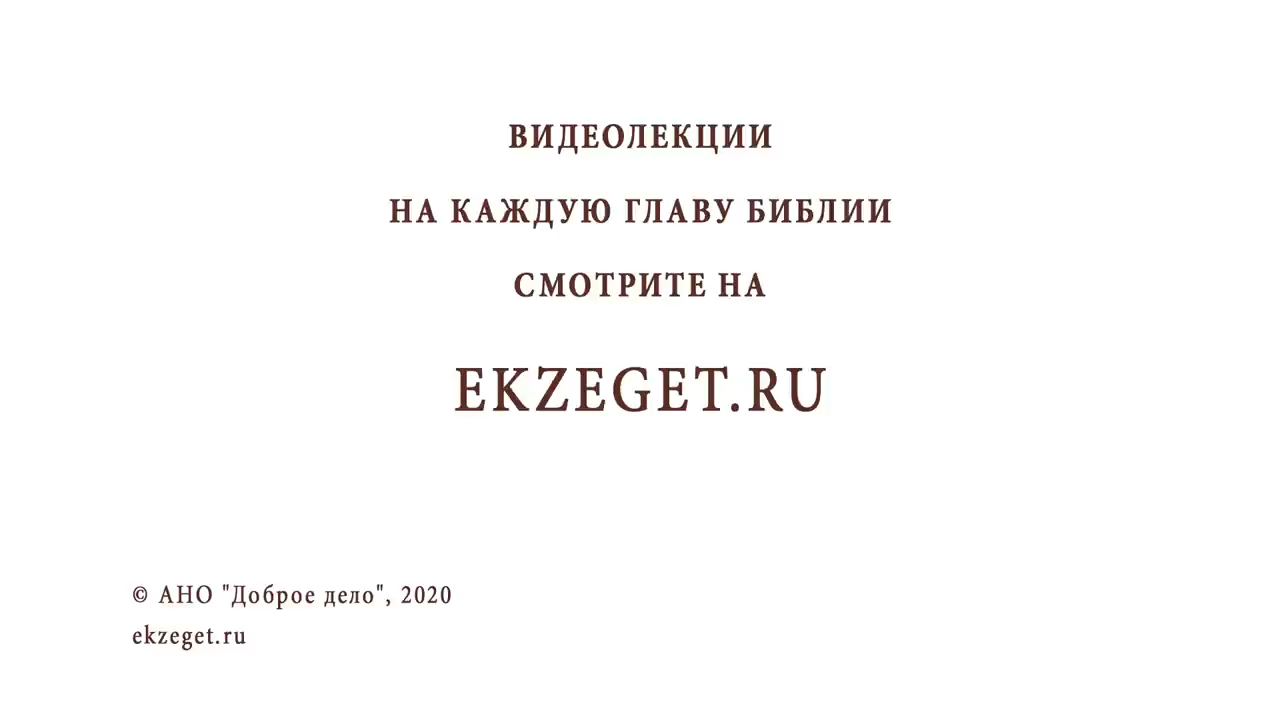 ВИДЕОЛЕКЦИИ
НА КАЖДУЮ ГЛАВУ БИБЛИИ
СМОТРИТЕ НА
EKZEGET.RU
© АНО "Доброе дело", 2020
ekzeget.ru